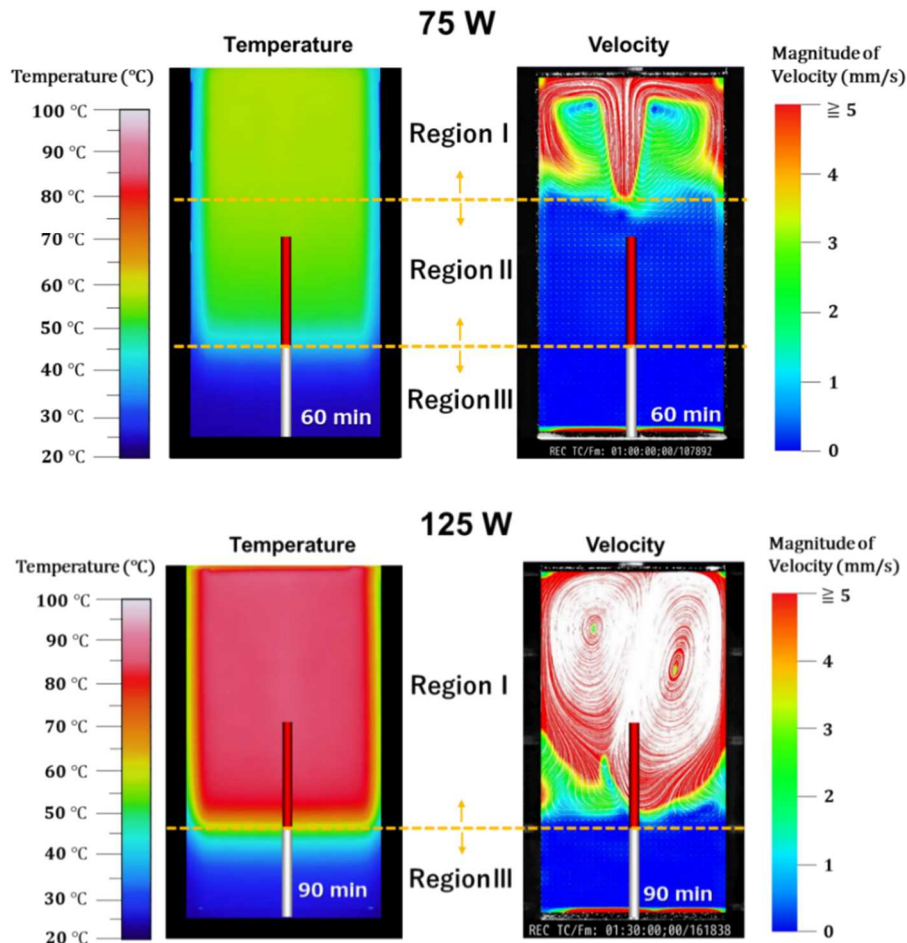 75 W
Temperature
Velocity
Temperature (°C)
Magnitude of
Velocity (mm/s)
100 °C
90 °C
80 °C
70 °C
60 °C
50 °C
40 °C
30 °C
20 °C
Region I
Region II
Region III
60 min
60 min
REC TC/Fm: 01:00:00;00/107892
≧ 5
4
3
2
1
0
125 W
Temperature
Velocity
Temperature (°C)
Magnitude of
Velocity (mm/s)
100 °C
90 °C
80 °C
70 °C
60 °C
50 °C
40 °C
30 °C
20 °C
Region I
Region III
90 min
90 min
REC TC/Fm: 01:30:00;00/161838
≧ 5
4
3
2
1
0